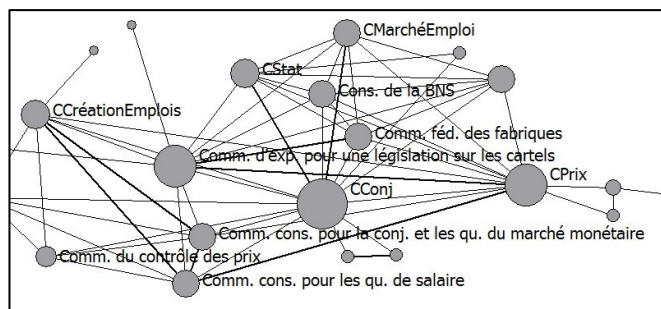 CMarchéEmploi
CStat
Cons. de la BNS
CCréationEmplois
Comm. féd. des fabriques
Comm. d'exp. pour une législation sur les cartels
CPrix
CConj
Comm. cons. pour la conj. et les qu. du marché monétaire
Comm. du contrôle des prix
Comm. cons. pour les qu. de salaire